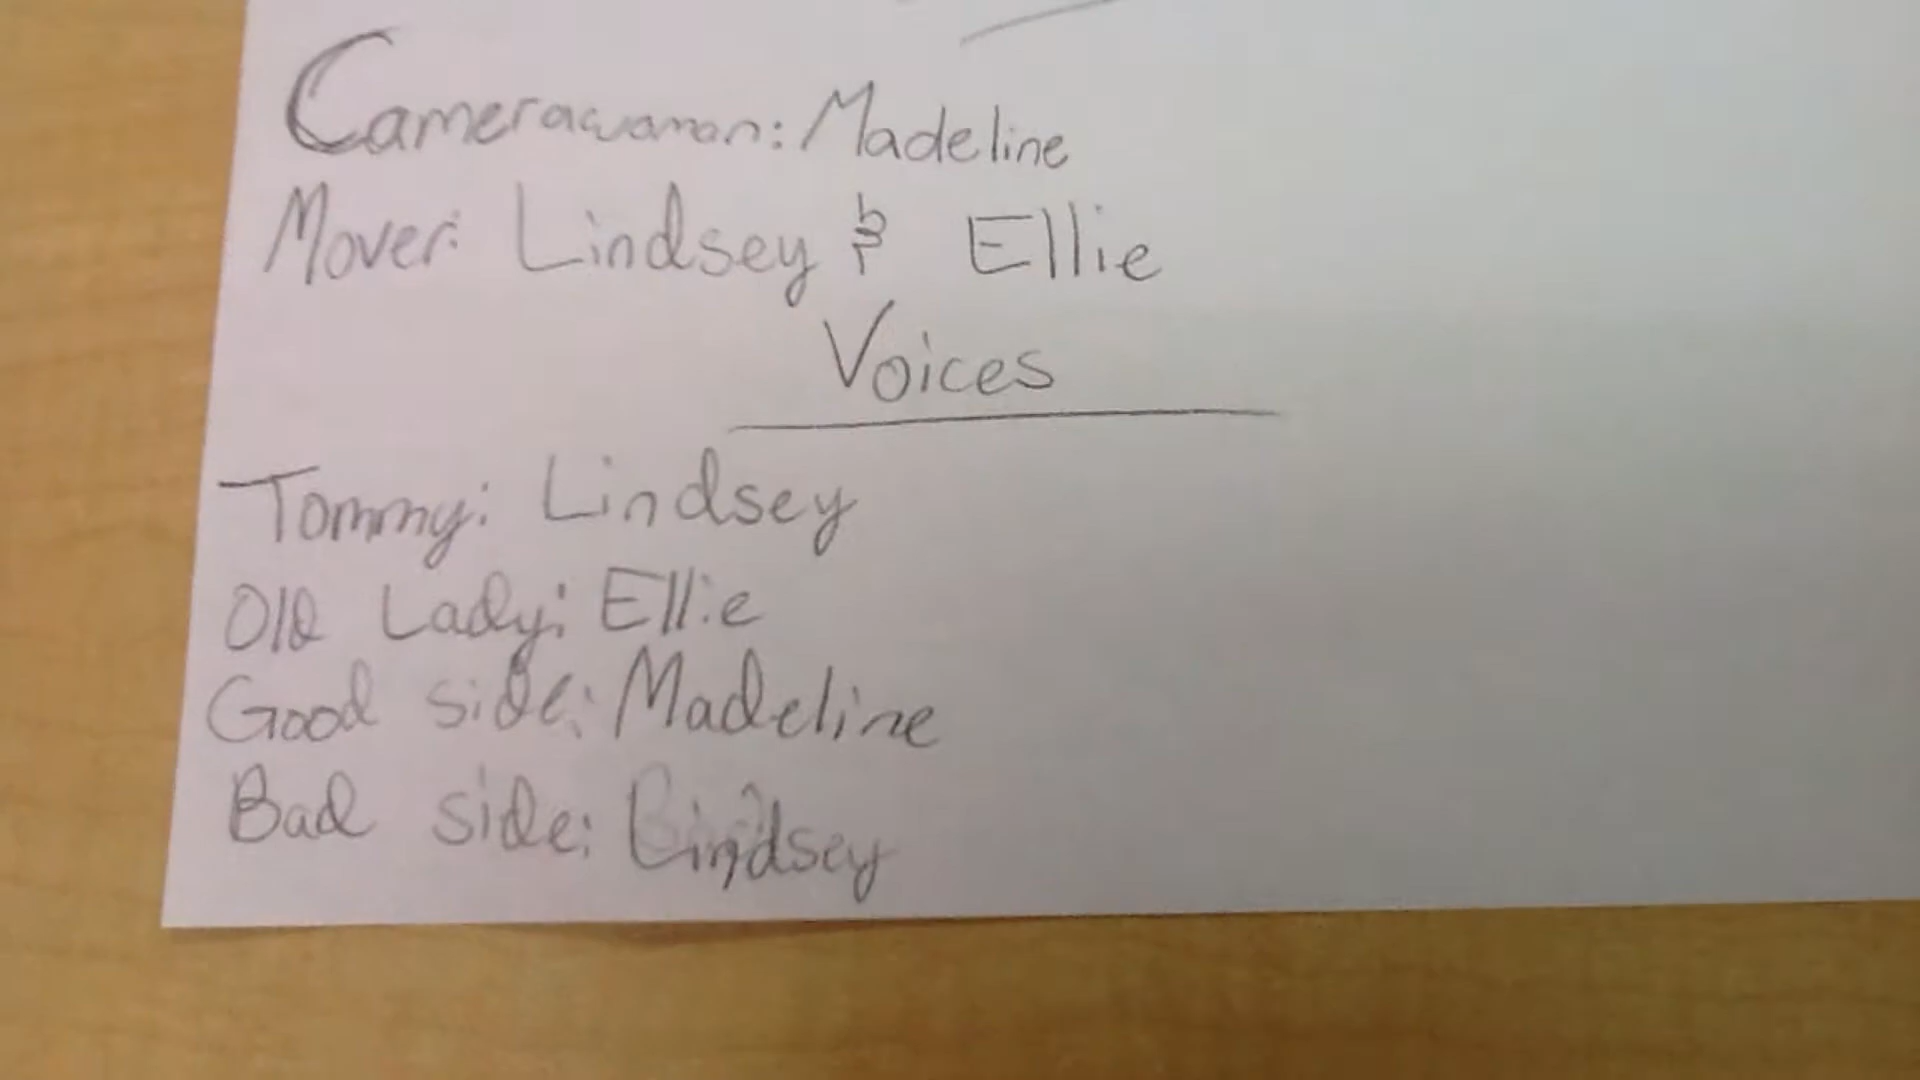 Camerawoman: Madeline
Mover: Lindsey & Ellie
Voices
Tommy: Lindsey
Old Lady: Ellie
Good side: Madeline
Bad side: Lindsey